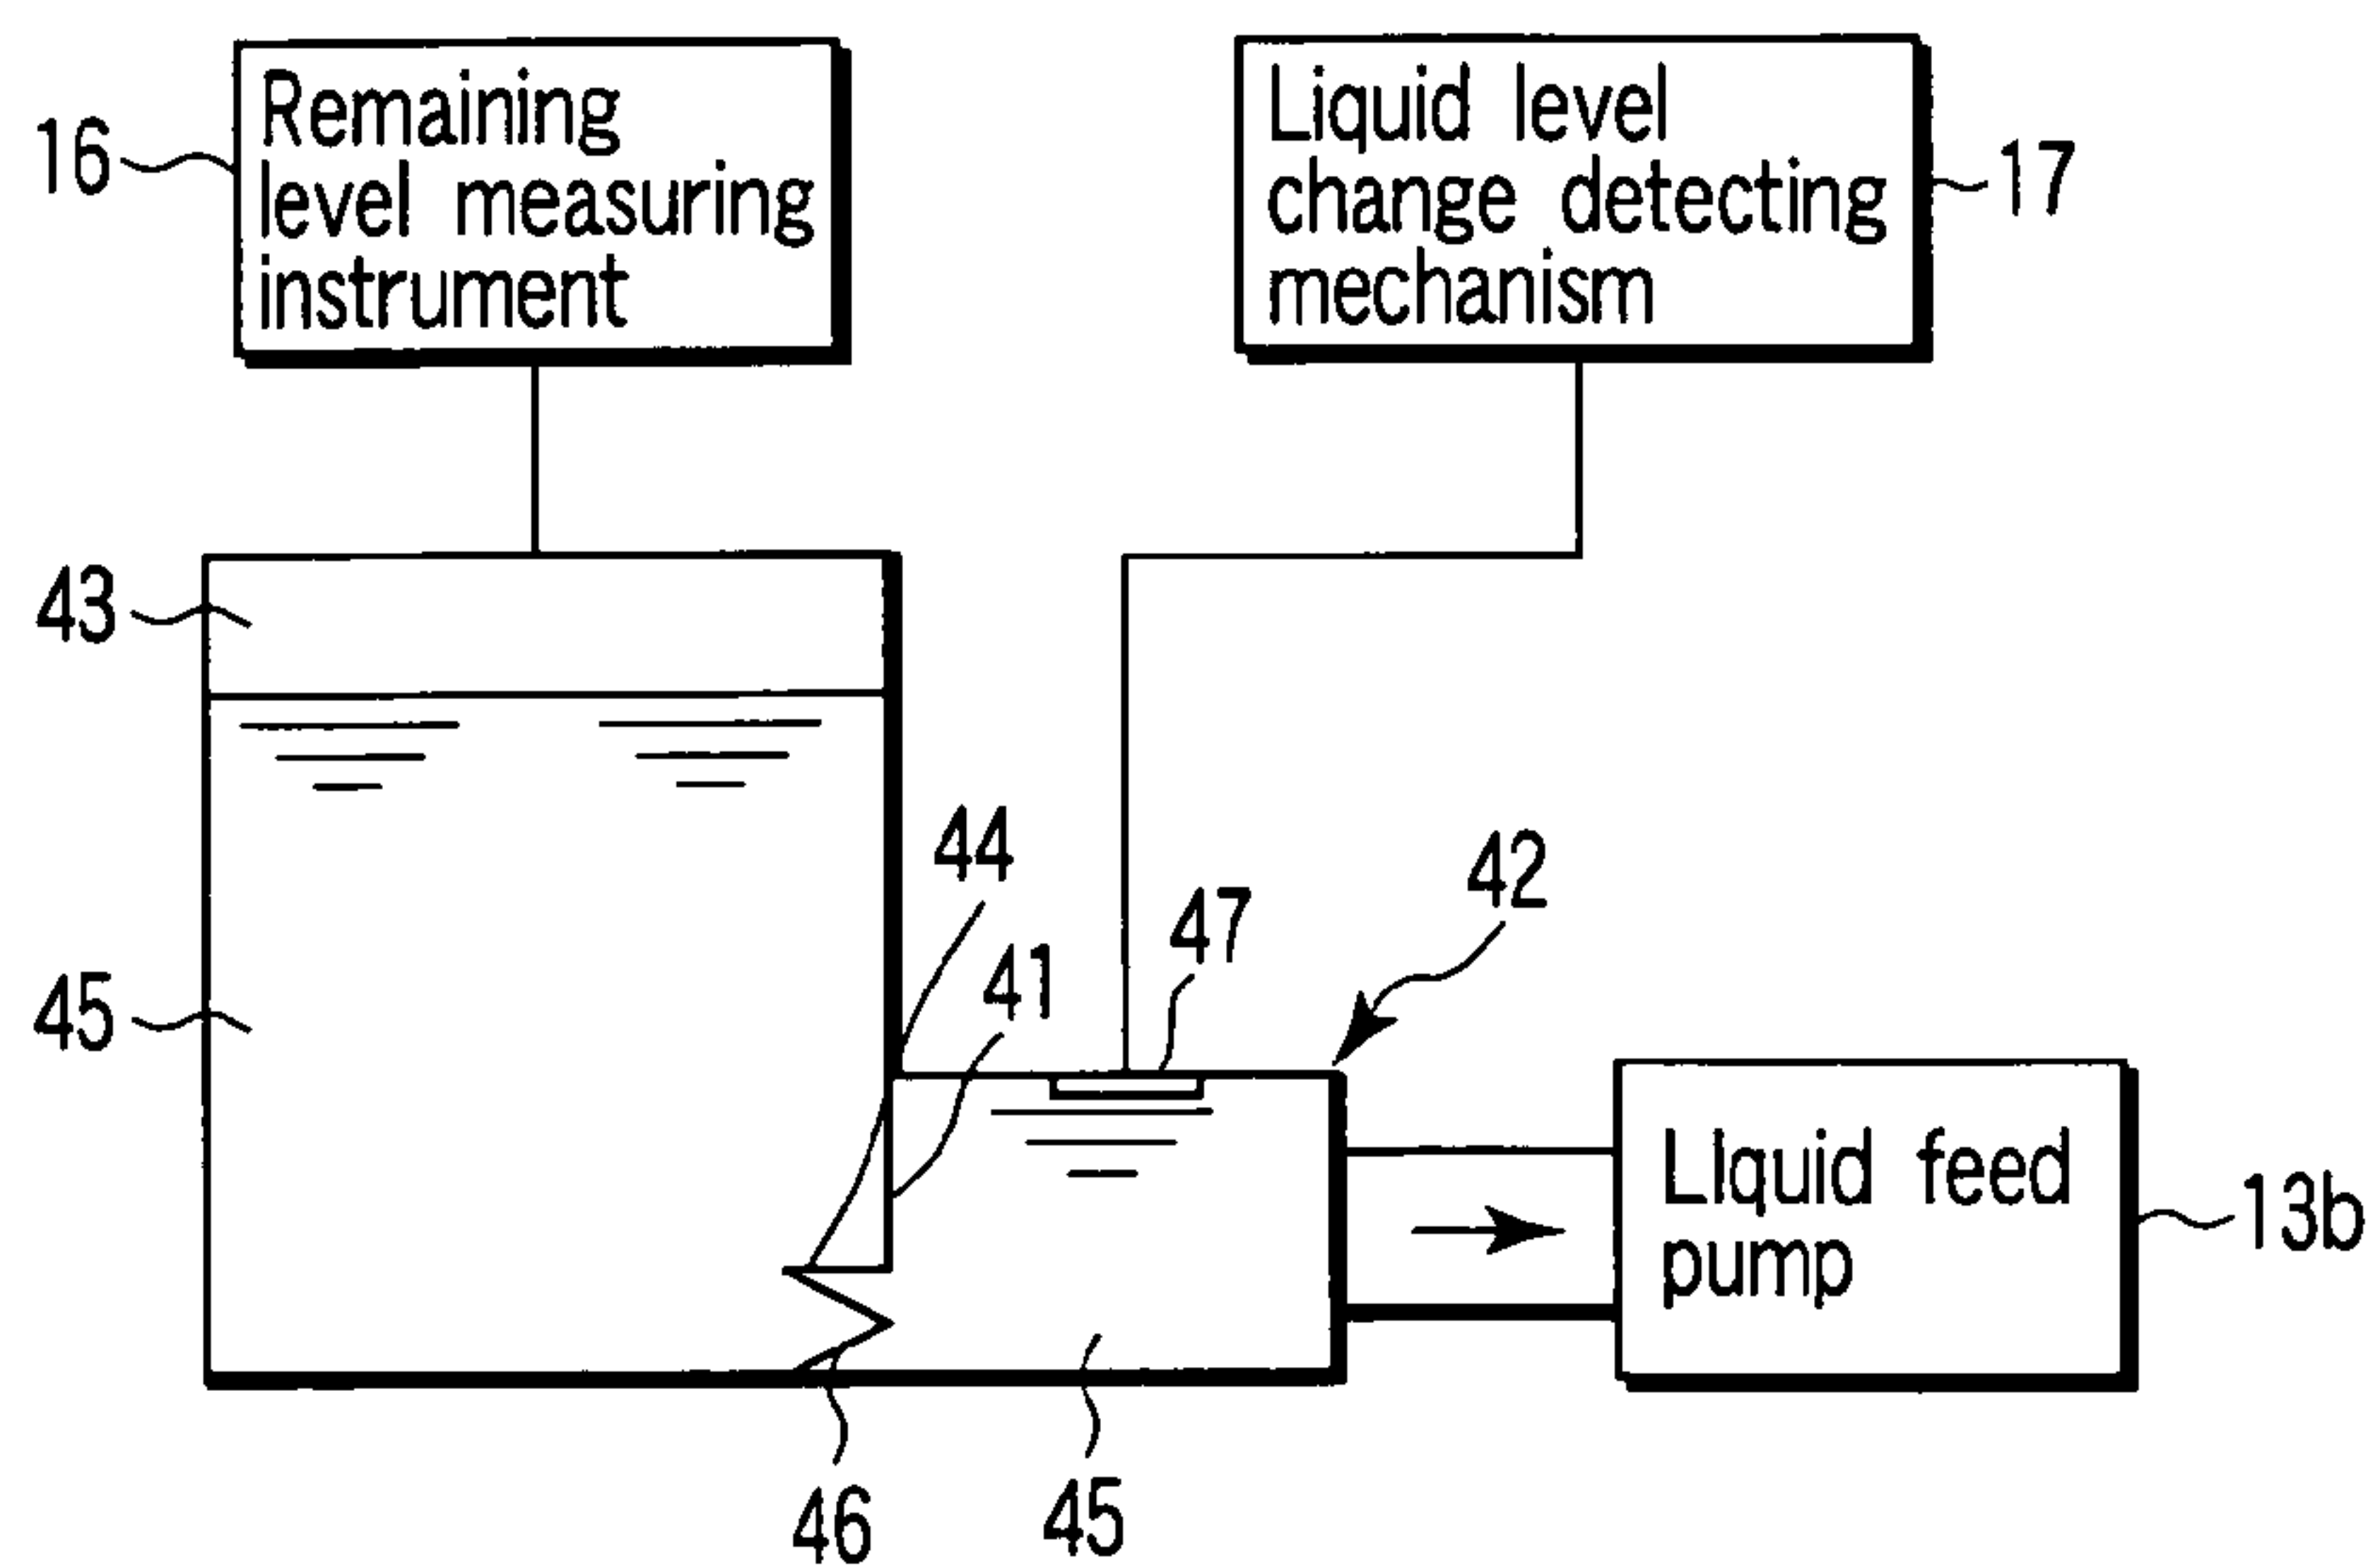 Remaining
level measuring
instrument
16
Liquid level
change detecting
mechanism
17
43
45
44
41
47
42
LIquid feed
pump
13b
46
45